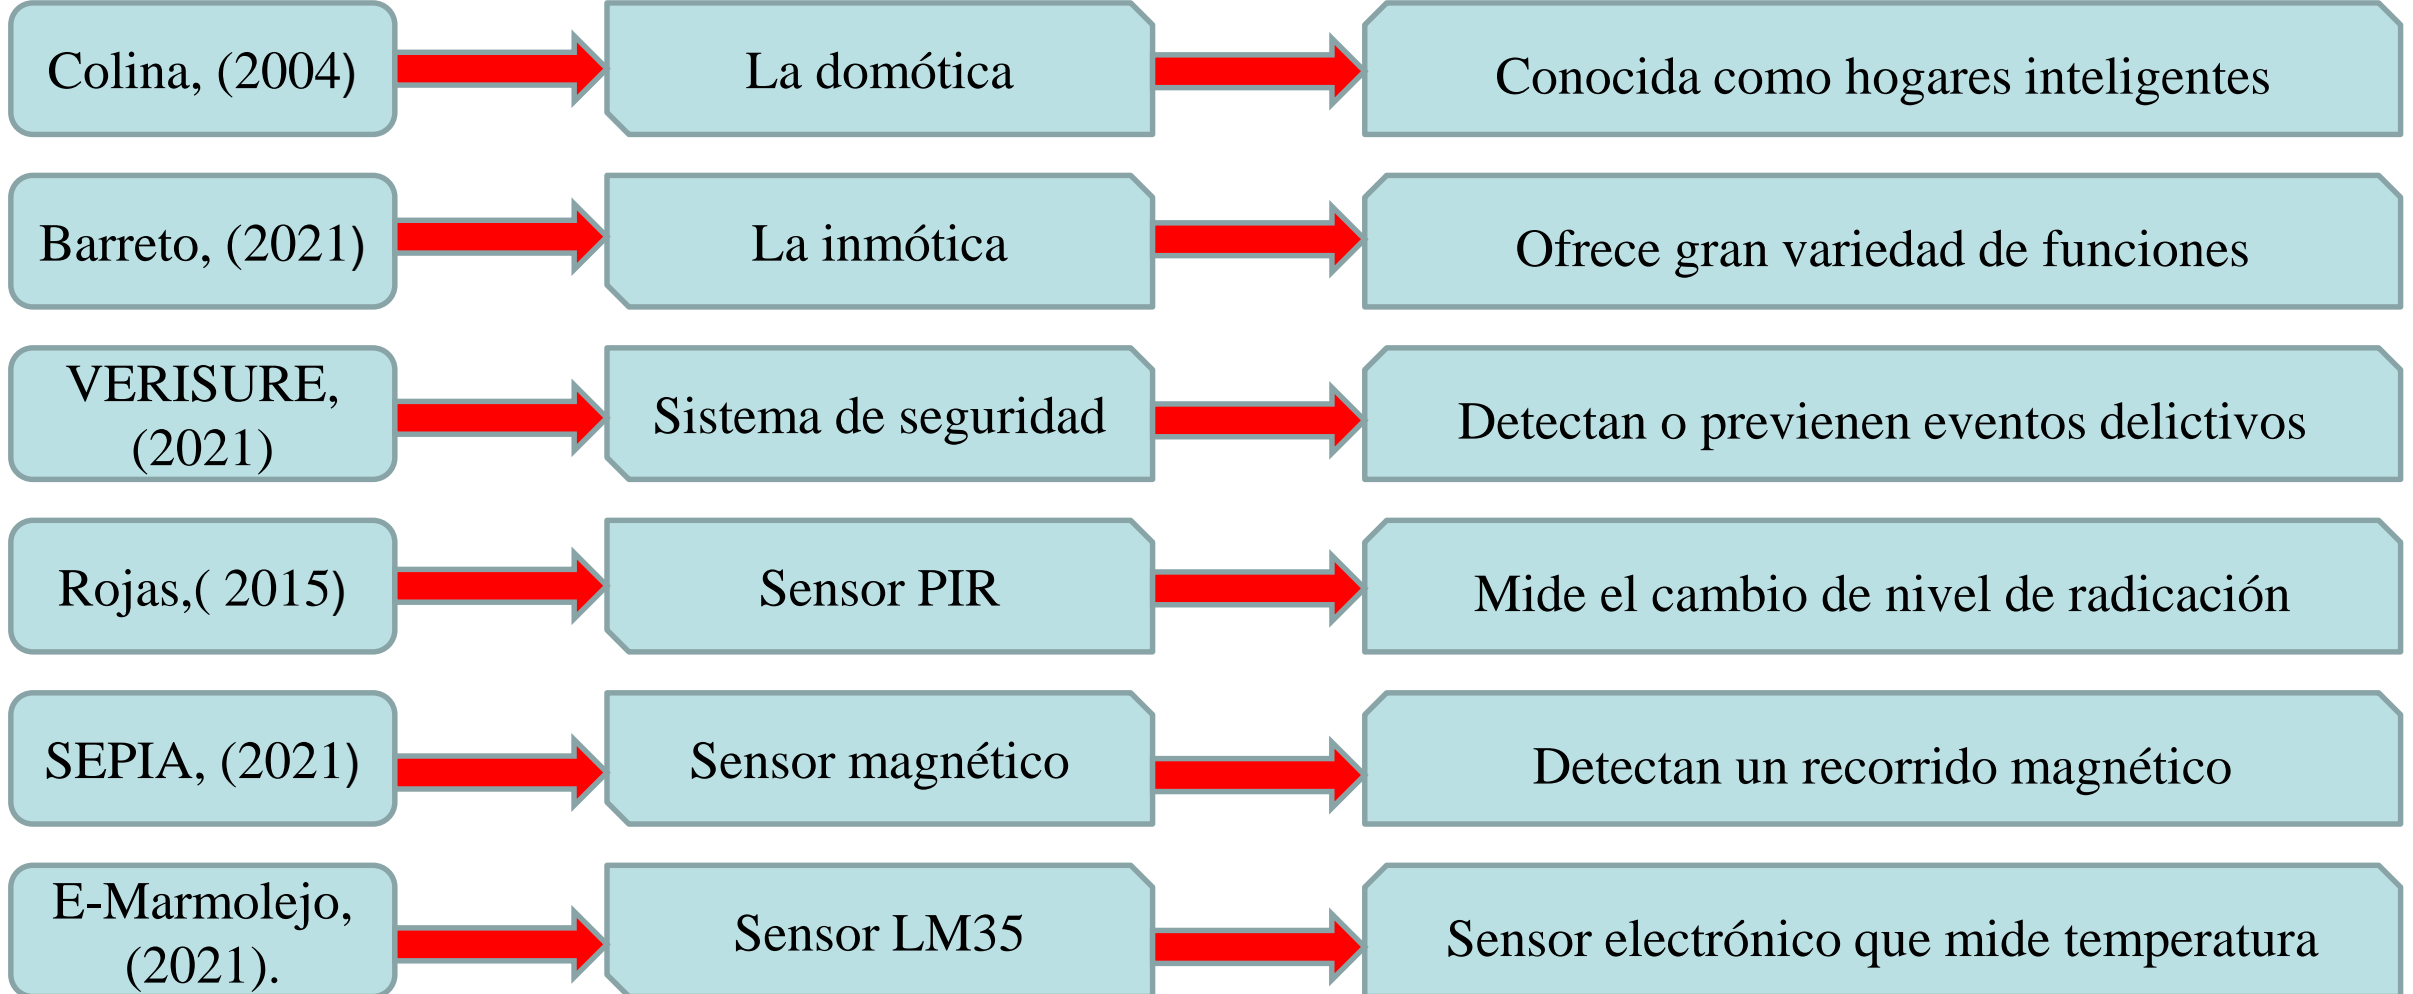 Colina, (2004)
La domótica
Conocida como hogares inteligentes
Barreto, (2021)
La inmótica
Ofrece gran variedad de funciones
VERISURE,
(2021)
Sistema de seguridad
Detectan o previenen eventos delictivos
Rojas,( 2015)
Sensor PIR
Mide el cambio de nivel de radicación
SEPIA, (2021)
Sensor magnético
Detectan un recorrido magnético
E-Marmolejo,
(2021).
Sensor LM35
Sensor electrónico que mide temperatura